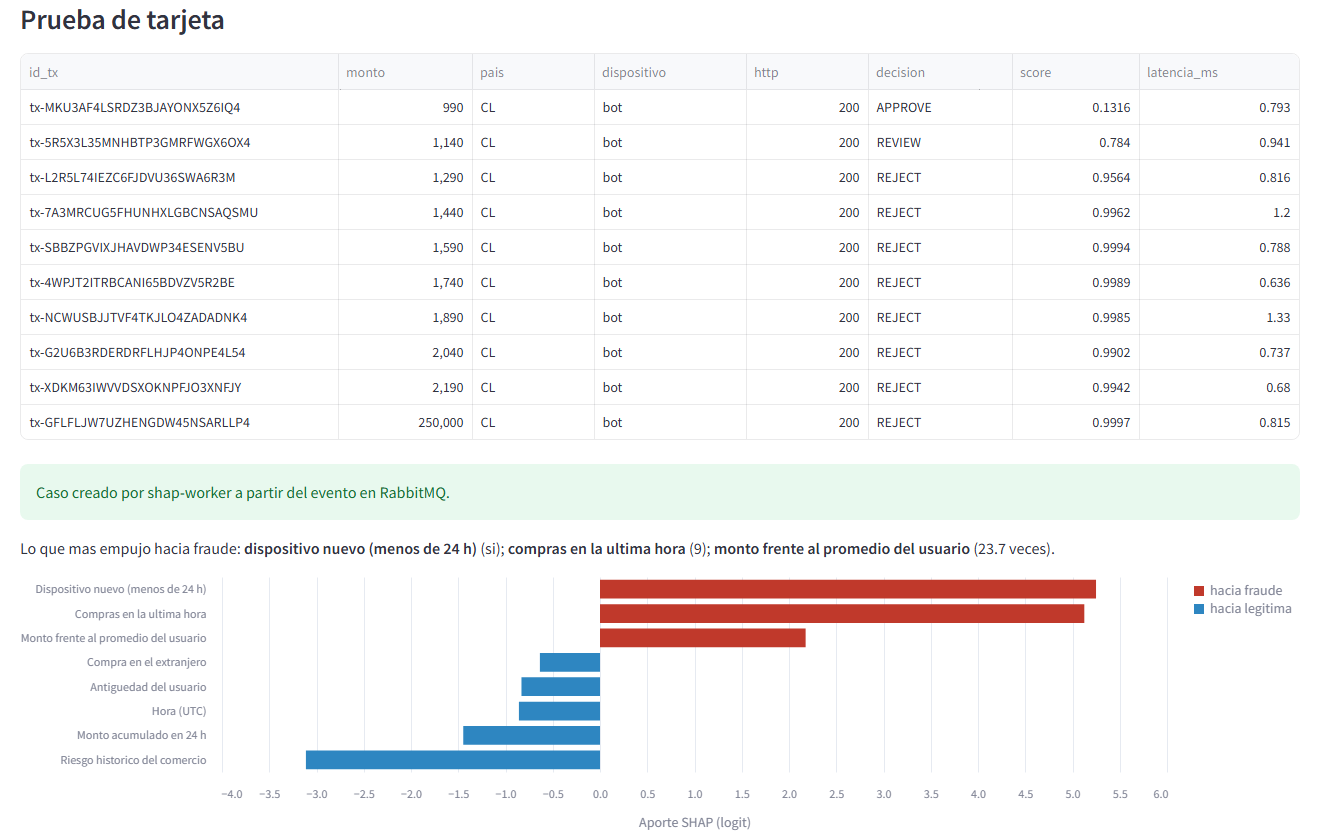 Prueba de tarjeta
id_tx monto pais dispositivo http decision score latencia_ms
tx-MKU3AF4LSRDZ3BJAYONX5Z6IQ4 990 CL bot 200 APPROVE 0.1316 0.793
tx-5R5X3L35MNHBTP3GMRFWGX6OX4 1,140 CL bot 200 REVIEW 0.784 0.941
tx-L2R5L74IEZC6FJDVU36SWA6R3M 1,290 CL bot 200 REJECT 0.9564 0.816
tx-7A3MRCUG5FHUNHXLGBCNSAQSMU 1,440 CL bot 200 REJECT 0.9962 1.2
tx-SBBZPGVIXJHAVDWP34ESENV5BU 1,590 CL bot 200 REJECT 0.9994 0.788
tx-4WPJT2ITRBCANI65BDVZV5R2BE 1,740 CL bot 200 REJECT 0.9989 0.636
tx-NCWUSBJJTVF4TKJLO4ZADADNK4 1,890 CL bot 200 REJECT 0.9985 1.33
tx-G2U6B3RDERDRFLHJP4ONPE4L54 2,040 CL bot 200 REJECT 0.9902 0.737
tx-XDKM63IWVVDSXOKNPFJO3XNFJY 2,190 CL bot 200 REJECT 0.9942 0.68
tx-GFLFLJW7UZHENGDW45NSARLLP4 250,000 CL bot 200 REJECT 0.9997 0.815
Caso creado por shap-worker a partir del evento en RabbitMQ.
Lo que mas empujo hacia fraude: dispositivo nuevo (menos de 24 h) (si); compras en la ultima hora (9); monto frente al promedio del usuario (23.7 veces).
Dispositivo nuevo (menos de 24 h)
Compras en la ultima hora
Monto frente al promedio del usuario
Compra en el extranjero
Antiguedad del usuario
Hora (UTC)
Monto acumulado en 24 h
Riesgo historico del comercio
hacia fraude
hacia legitima
−4.0 −3.5 −3.0 −2.5 −2.0 −1.5 −1.0 −0.5 0.0 0.5 1.0 1.5 2.0 2.5 3.0 3.5 4.0 4.5 5.0 5.5 6.0
Aporte SHAP (logit)